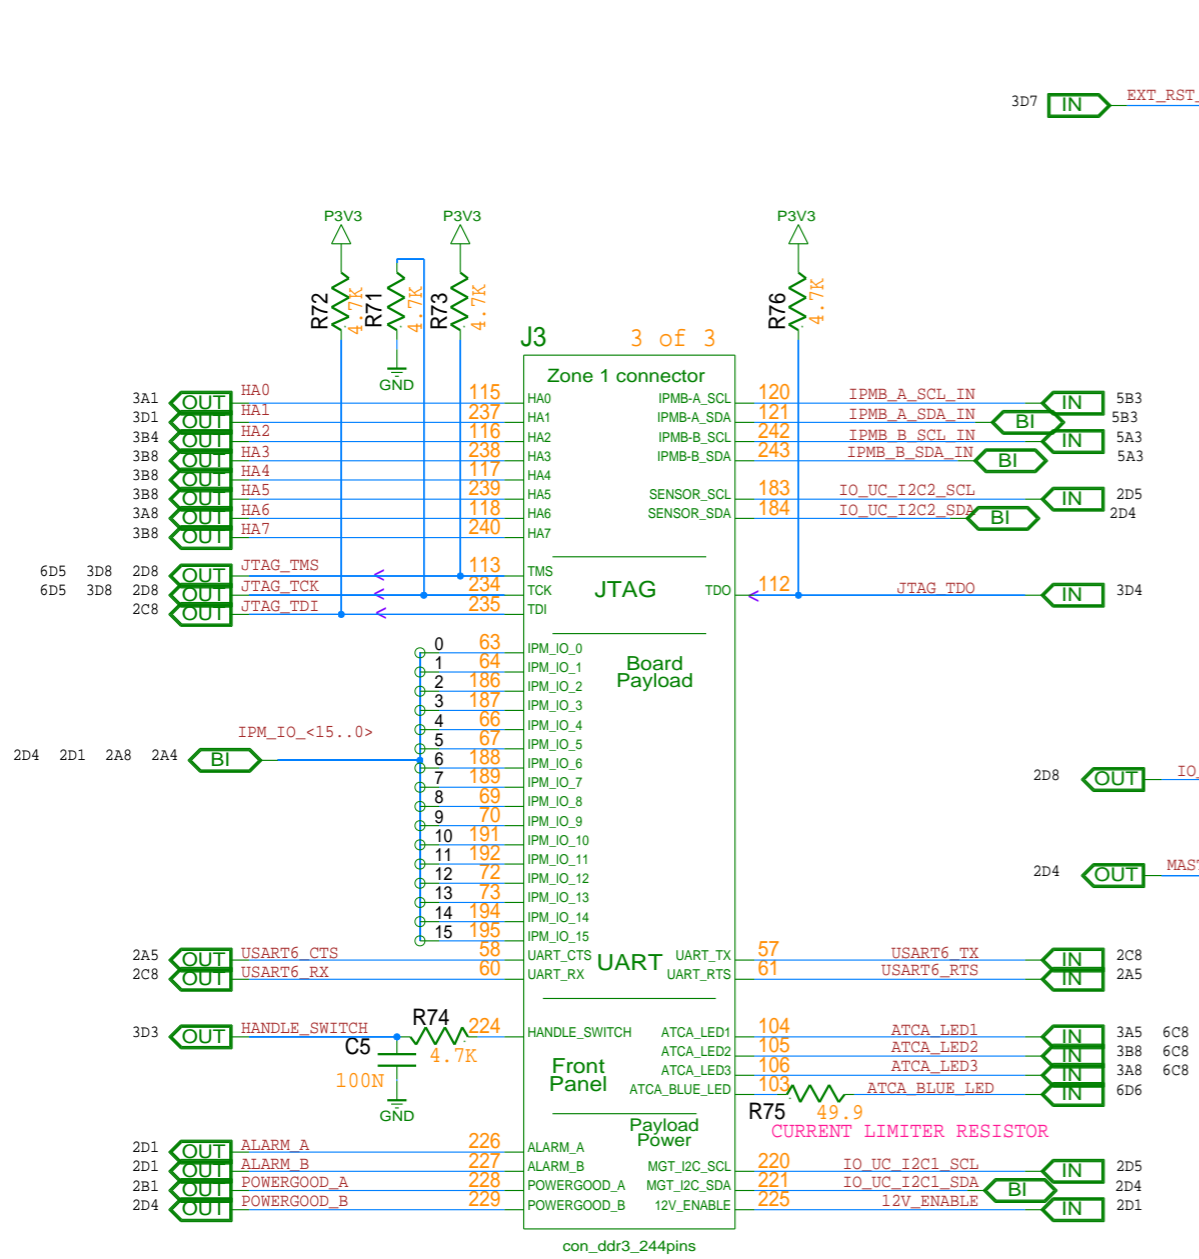 3D7 IN EXT_RST_
P3V3 P3V3 P3V3
R72 4.7K R71 4.7K R73 4.7K R76 4.7K
GND
J3 3 of 3
Zone 1 connector
3A1 OUT HA0 115 HA0 IPMB-A_SCL 120 IPMB_A_SCL_IN IN 5B3
3D1 OUT HA1 237 HA1 IPMB-A_SDA 121 IPMB_A_SDA_IN BI 5B3
3B4 OUT HA2 116 HA2 IPMB-B_SCL 242 IPMB_B_SCL_IN IN 5A3
3B8 OUT HA3 238 HA3 IPMB-B_SDA 243 IPMB_B_SDA_IN BI 5A3
3B8 OUT HA4 117 HA4
3B8 OUT HA5 239 HA5 SENSOR_SCL 183 IO_UC_I2C2_SCL IN 2D5
3A8 OUT HA6 118 HA6 SENSOR_SDA 184 IO_UC_I2C2_SDA BI 2D4
3B8 OUT HA7 240 HA7
6D5 3D8 2D8 OUT JTAG_TMS 113 TMS
6D5 3D8 2D8 OUT JTAG_TCK 234 TCK JTAG TDO 112 JTAG_TDO IN 3D4
2C8 OUT JTAG_TDI 235 TDI
0 63 IPM_IO_0
1 64 IPM_IO_1 Board
2 186 IPM_IO_2 Payload
3 187 IPM_IO_3
4 66 IPM_IO_4
IPM_IO_<15..0>
5 67 IPM_IO_5
2D4 2D1 2A8 2A4 BI 6 188 IPM_IO_6
7 189 IPM_IO_7 2D8 OUT IO_
8 69 IPM_IO_8
9 70 IPM_IO_9
10 191 IPM_IO_10
11 192 IPM_IO_11
12 72 IPM_IO_12 2D4 OUT MAS
13 73 IPM_IO_13
14 194 IPM_IO_14
15 195 IPM_IO_15
2A5 OUT USART6_CTS 58 UART_CTS UART UART_TX 57 USART6_TX IN 2C8
2C8 OUT USART6_RX 60 UART_RX UART_RTS 61 USART6_RTS IN 2A5
3D3 OUT HANDLE_SWITCH R74 4.7K 224 HANDLE_SWITCH ATCA_LED1 104 ATCA_LED1 IN 3A5 6C8
C5 100N ATCA_LED2 105 ATCA_LED2 IN 3B8 6C8
Front ATCA_LED3 106 ATCA_LED3 IN 3A8 6C8
Panel ATCA_BLUE_LED 103 ATCA_BLUE_LED IN 6D6
GND R75 49.9
Payload
Power
CURRENT LIMITER RESISTOR
2D1 OUT ALARM_A 226 ALARM_A
2D1 OUT ALARM_B 227 ALARM_B MGT_I2C_SCL 220 IO_UC_I2C1_SCL IN 2D5
2B1 OUT POWERGOOD_A 228 POWERGOOD_A MGT_I2C_SDA 221 IO_UC_I2C1_SDA BI 2D4
2D4 OUT POWERGOOD_B 229 POWERGOOD_B 12V_ENABLE 225 12V_ENABLE IN 2D1
con_ddr3_244pins